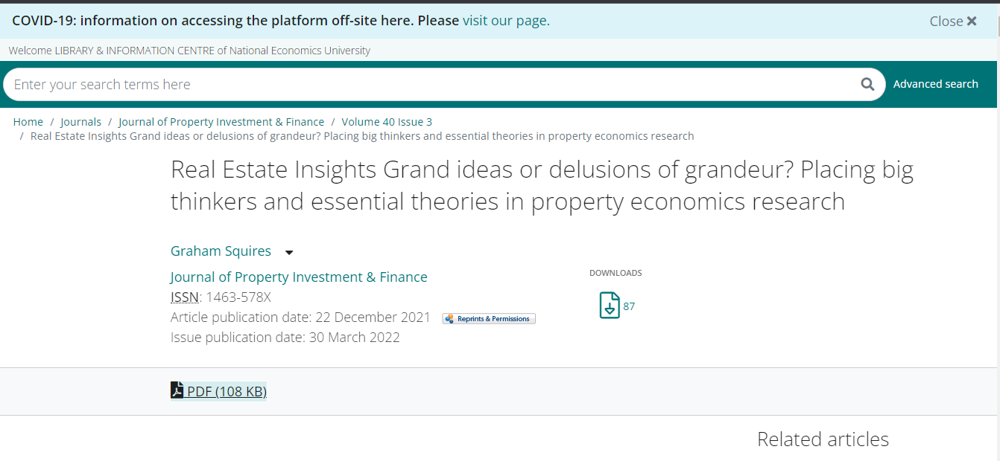 COVID-19: information on accessing the platform off-site here. Please visit our page.
Close
Welcome LIBRARY & INFORMATION CENTRE of National Economics University
Enter your search terms here
Advanced search
Home / Journals / Journal of Property Investment & Finance / Volume 40 Issue 3
/ Real Estate Insights Grand ideas or delusions of grandeur? Placing big thinkers and essential theories in property economics research
Real Estate Insights Grand ideas or delusions of grandeur? Placing big
thinkers and essential theories in property economics research
Graham Squires
Journal of Property Investment & Finance
ISSN: 1463-578X
Article publication date: 22 December 2021
Reprints & Permissions
Issue publication date: 30 March 2022
DOWNLOADS
87
PDF (108 KB)
Related articles